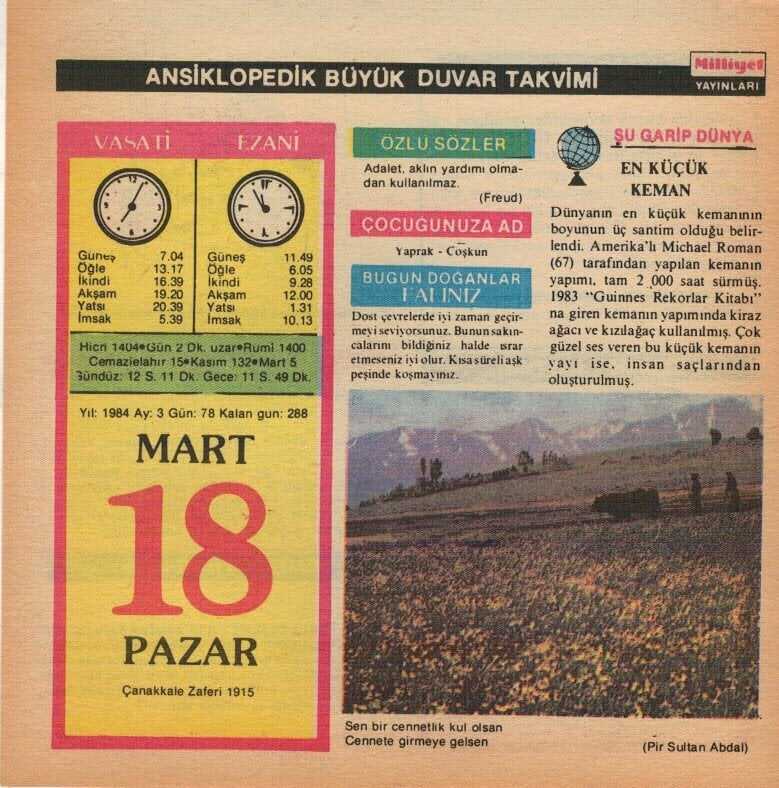 ANSİKLOPEDİK BÜYÜK DUVAR TAKVİMİ
Milliyet
YAYINLARI
VASATİ EZANİ
Güneş 7.04
Öğle 13.17
İkindi 16.39
Akşam 19.20
Yatsı 20.39
İmsak 5.39
Güneş 11.49
Öğle 6.05
İkindi 9.28
Akşam 12.00
Yatsı 1.31
İmsak 10.13
Hicri 1404•Gün 2 Dk. uzar•Rumi 1400
Cemazielahır 15•Kasım 132•Mart 5
Gündüz: 12 S. 11 Dk. Gece: 11 S. 49 Dk.
Yıl: 1984 Ay: 3 Gün: 78 Kalan gun: 288
MART
18
PAZAR
Çanakkale Zaferi 1915
ÖZLÜ SÖZLER
Adalet, aklın yardımı olma-
dan kullanılmaz.
(Freud)
ÇOCUGUNUZA AD
Yaprak - Coşkun
BUGUN DOĞANLAR
FALINIZ
Dost çevrelerde iyi zaman geçir-
meyi seviyorsunuz. Bunun sakın-
calarını bildiğiniz halde ısrar
etmeseniz iyi olur. Kısa süreli aşk
peşinde koşmayınız.
ŞU GARİP DÜNYA
EN KÜÇÜK
KEMAN
Dünyanın en küçük kemanının
boyunun üç santim olduğu belir-
lendi. Amerika'lı Michael Roman
(67) tarafından yapılan kemanın
yapımı, tam 2 000 saat sürmüş.
1983 "Guinnes Rekorlar Kitabı"
na giren kemanın yapımında kiraz
ağacı ve kızılağaç kullanılmış. Çok
güzel ses veren bu küçük kemanın
yayı ise, insan saçlarından
oluşturulmuş.
Sen bir cennetlik kul olsan
Cennete girmeye gelsen
(Pir Sultan Abdal)